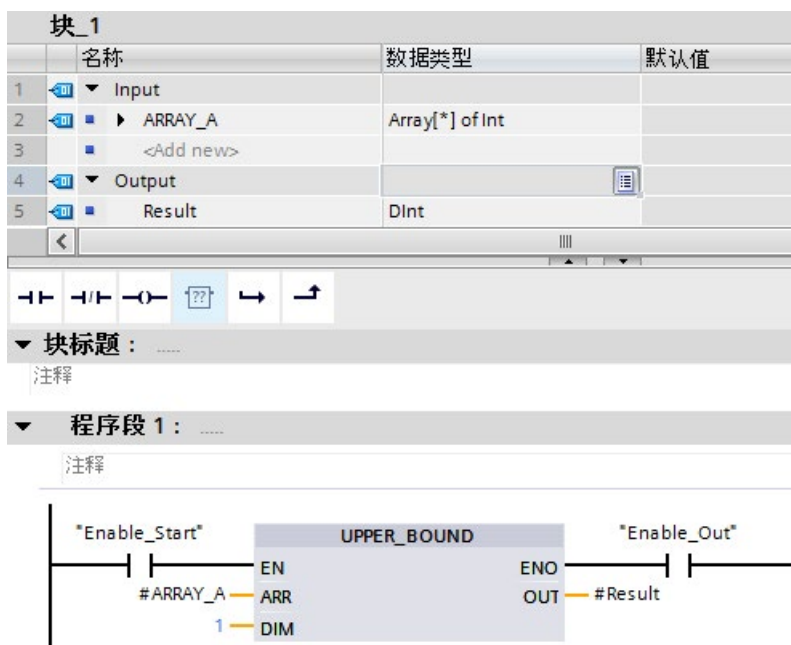 块_1
名称 数据类型 默认值
1 Input
2 ARRAY_A Array[*] of Int
3 <Add new>
4 Output
5 Result DInt
??
块标题： .....
注释
程序段 1： .....
注释
"Enable_Start" UPPER_BOUND "Enable_Out"
EN ENO
#ARRAY_A ARR OUT #Result
1 DIM